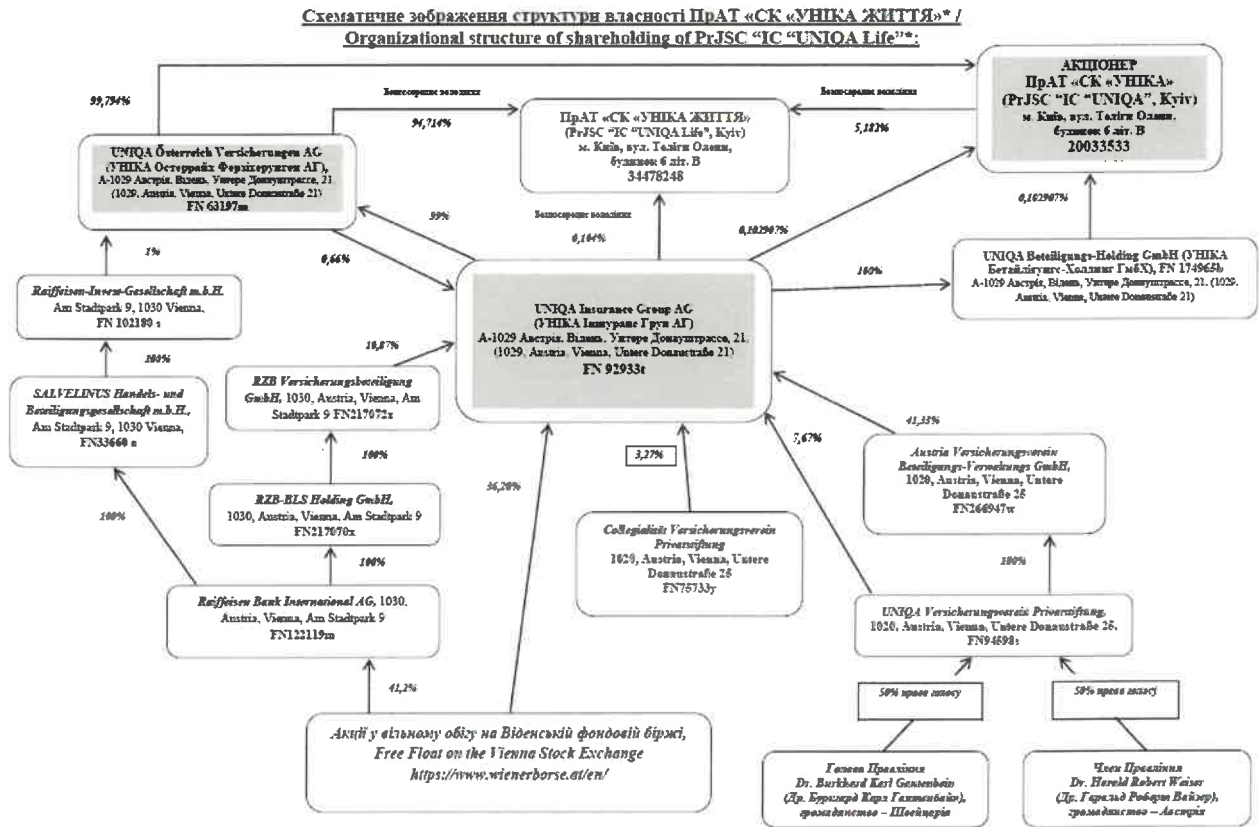 Схематичне зображення структури власності ПрАТ «СК «УНІКА ЖИТТЯ»* /
Organizational structure of shareholding of PrJSC “IC “UNIQA Life”*:
99,794%
Безпосереднє володіння
94,714%
ПрАТ «СК «УНІКА ЖИТТЯ»
(PrJSC “IC “UNIQA Life”, Kyiv)
м. Київ, вул. Теліги Олени,
будинок 6 літ. В
34478248
Безпосереднє володіння
5,182%
АКЦІОНЕР
ПрАТ «СК «УНІКА»
(PrJSC “IC “UNIQA”, Kyiv)
м. Київ, вул. Теліги Олени,
будинок 6 літ. В
20033533
UNIQA Österreich Versicherungen AG
(УНІКА Остеррайх Ферзіхерунген АГ),
А-1029 Австрія, Відень, Унтере Донауштрассе, 21.
(1029, Austria, Vienna, Untere Donaustraße 21)
FN 63197m
99%
0,66%
Безпосереднє володіння
0,104%
0,102907%
0,102907%
100%
UNIQA Beteiligungs-Holding GmbH (УНІКА
Бетайлігунгс-Холдинг ГмбХ), FN 174965b
А-1029 Австрія, Відень, Унтере Донауштрассе, 21. (1029,
Austria, Vienna, Untere Donaustraße 21)
1%
Raiffeisen-Invest-Gesellschaft m.b.H.
Am Stadtpark 9, 1030 Vienna,
FN 102180 s
UNIQA Insurance Group AG
(УНІКА Іншуранс Груп АГ)
А-1029 Австрія, Відень, Унтере Донауштрассе, 21.
(1029, Austria, Vienna, Untere Donaustraße 21)
FN 92933t
100%
10,87%
SALVELINUS Handels- und
Beteiligungsgesellschaft m.b.H.,
Am Stadtpark 9, 1030 Vienna,
FN33660
RZB Versicherungsbeteiligung
GmbH, 1030, Austria, Vienna, Am
Stadtpark 9 FN217072z
100%
100%
RZB-BLS Holding GmbH,
1030, Austria, Vienna, Am Stadtpark 9
FN217070x
100%
Raiffeisen Bank International AG, 1030,
Austria, Vienna, Am Stadtpark 9
FN122119m
36,20%
3,27%
Collegialität Versicherungsverein
Privatstiftung
1020, Austria, Vienna, Untere
Donaustraße 25
FN75733y
7,67%
41,33%
Austria Versicherungsverein
Beteiligungs-Verwaltungs GmbH,
1020, Austria, Vienna, Untere
Donaustraße 25
FN266947w
100%
UNIQA Versicherungsverein Privatstiftung,
1020, Austria, Vienna, Untere Donaustraße 25,
FN94698s
41,2%
Акції у вільному обігу на Віденській фондовій біржі,
Free Float on the Vienna Stock Exchange
https://www.wienerborse.at/en/
50% права голосу
50% права голосу
Голова Правління
Dr. Burkhard Karl Gantenbein
(Др. Буркгард Карл Гантенбайн),
громадянство – Швейцарія
Член Правління
Dr. Harald Robert Weiser
(Др. Гаральд Роберт Вайзер),
громадянство – Австрія